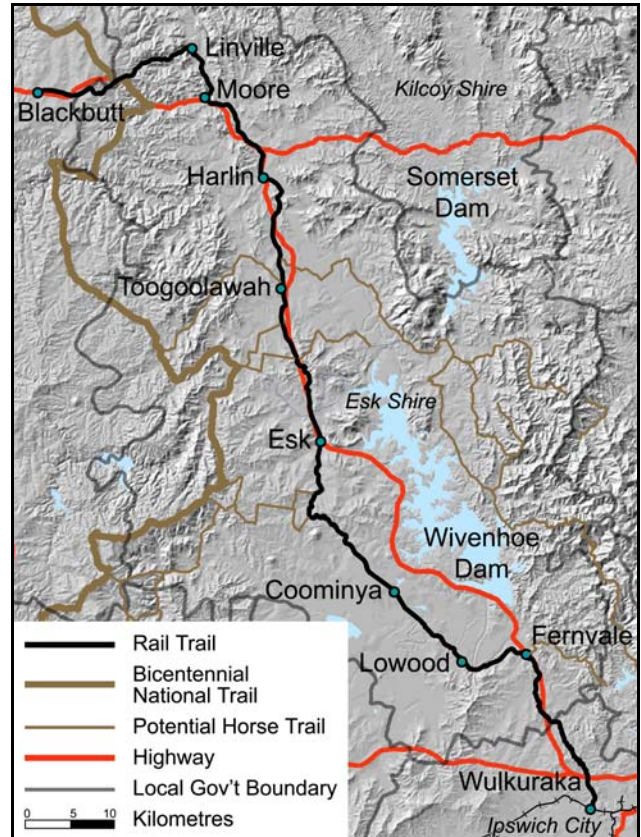 Linville
Moore
Kilcoy Shire
Blackbutt
Harlin
Somerset
Dam
Toogoolawah
Esk Shire
Esk
Wivenhoe
Dam
Coominya
Fernvale
Lowood
Wulkuraka
Ipswich City
Rail Trail
Bicentennial
National Trail
Potential Horse Trail
Highway
Local Gov't Boundary
0 5 10
Kilometres